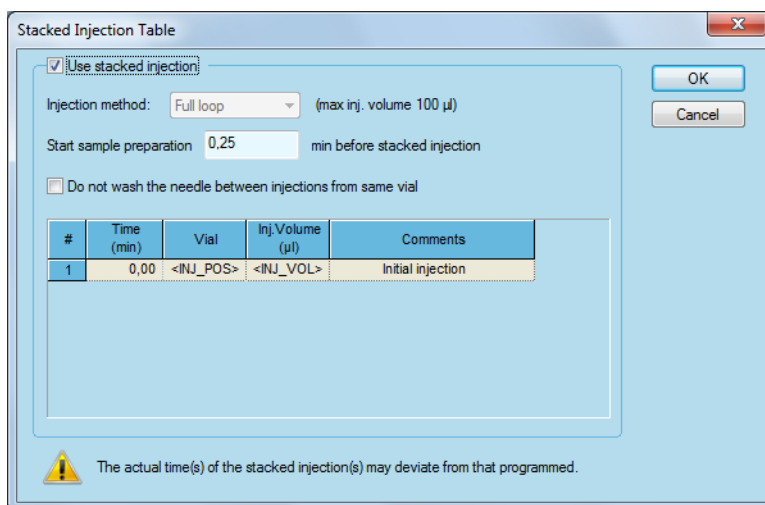 Stacked Injection Table
Use stacked injection
OK
Injection method: Full loop (max inj. volume 100 µl)
Cancel
Start sample preparation 0,25 min before stacked injection
Do not wash the needle between injections from same vial
# Time (min) Vial Inj.Volume (µl) Comments
1 0,00 <INJ_POS> <INJ_VOL> Initial injection
The actual time(s) of the stacked injection(s) may deviate from that programmed.